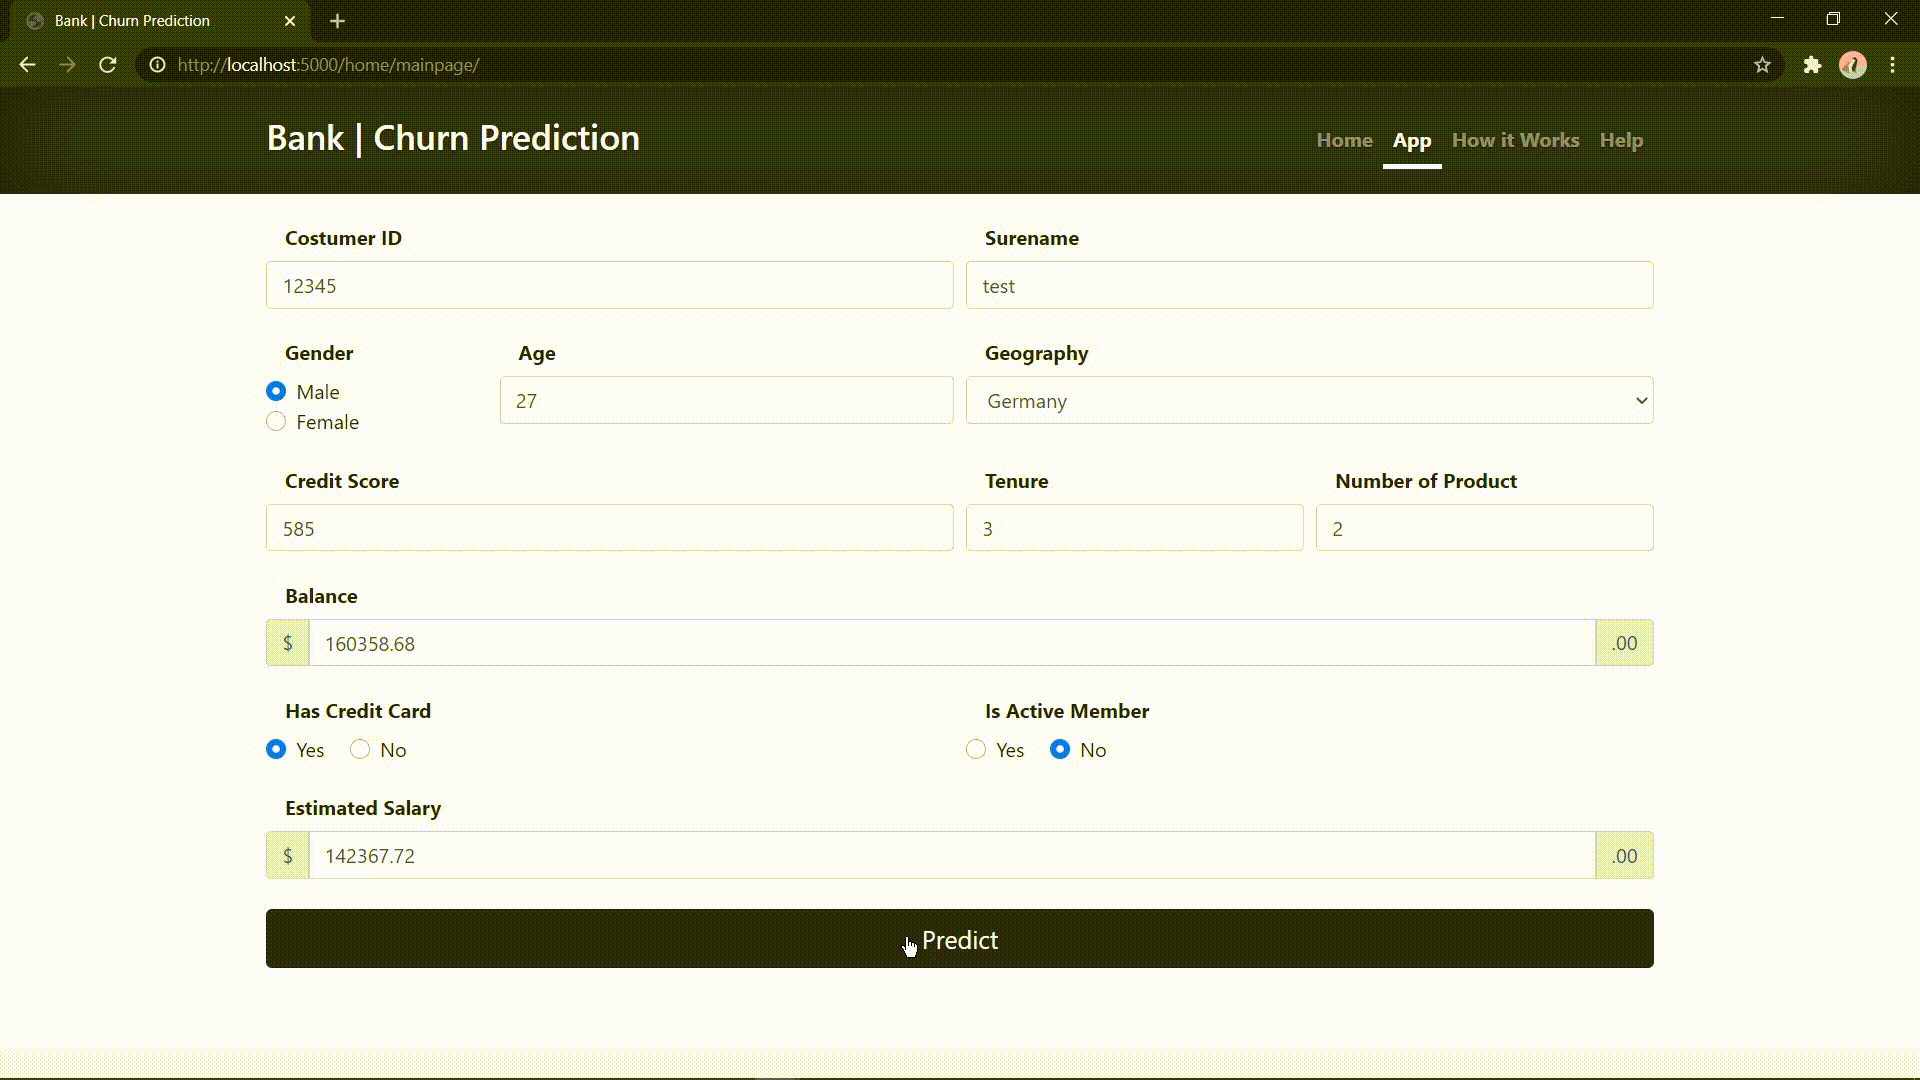 Bank | Churn Prediction
http://localhost:5000/home/mainpage/
Bank | Churn Prediction
Home App How it Works Help
Costumer ID Surename
12345 test
Gender Age Geography
Male
27 Germany
Female
Credit Score Tenure Number of Product
585 3 2
Balance
$ 160358.68 .00
Has Credit Card Is Active Member
Yes No Yes No
Estimated Salary
$ 142367.72 .00
Predict